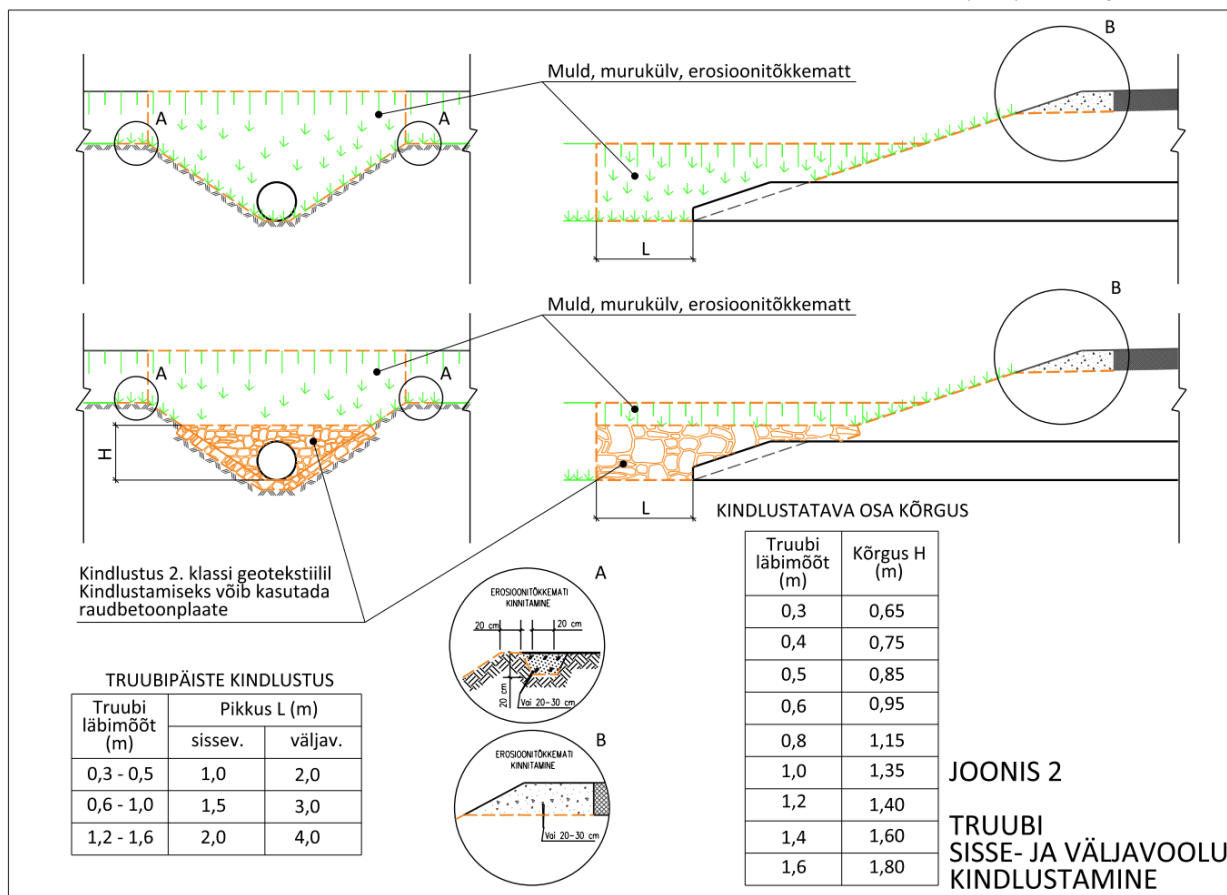 B
Muld, murukülv, erosioonitõkkematt
A
A
L
B
Muld, murukülv, erosioonitõkkematt
A
A
H
L
KINDLUSTATAVA OSA KÕRGUS
Kindlustus 2. klassi geotekstiilil
Kindlustamiseks võib kasutada
raudbetoonplaate
A
EROSIOONITÕKKEMATI
KINNITAMINE
20 cm
20 cm
20 cm
Vai 20-30 cm
B
EROSIOONITÕKKEMATI
KINNITAMINE
Vai 20-30 cm
TRUUBIPÄISTE KINDLUSTUS
Truubi läbimõõt (m) Pikkus L (m)
sissev. väljav.
0,3 - 0,5 1,0 2,0
0,6 - 1,0 1,5 3,0
1,2 - 1,6 2,0 4,0
Truubi läbimõõt (m) Kõrgus H (m)
0,3 0,65
0,4 0,75
0,5 0,85
0,6 0,95
0,8 1,15
1,0 1,35
1,2 1,40
1,4 1,60
1,6 1,80
JOONIS 2
TRUUBI
SISSE- JA VÄLJAVOOLU
KINDLUSTAMINE